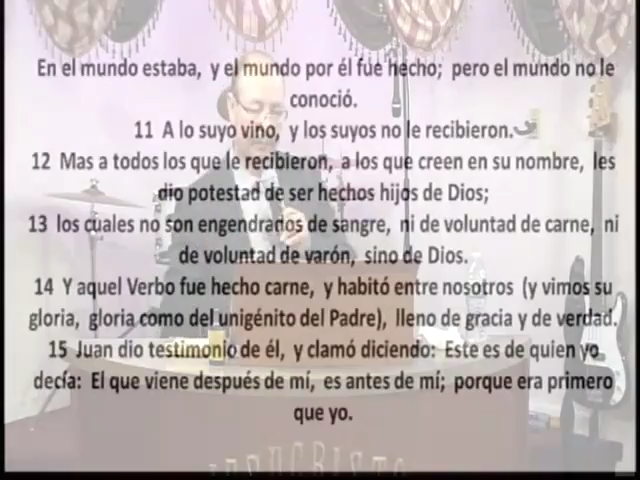 En el mundo estaba, y el mundo por él fue hecho; pero el mundo no le
conoció.
11 A lo suyo vino, y los suyos no le recibieron.
12 Mas a todos los que le recibieron, a los que creen en su nombre, les
dio potestad de ser hechos hijos de Dios;
13 los cuales no son engendrados de sangre, ni de voluntad de carne, ni
de voluntad de varón, sino de Dios.
14 Y aquel Verbo fue hecho carne, y habitó entre nosotros (y vimos su
gloria, gloria como del unigénito del Padre), lleno de gracia y de verdad.
15 Juan dio testimonio de él, y clamó diciendo: Este es de quien yo
decía: El que viene después de mí, es antes de mí; porque era primero
que yo.
JESUCRISTO